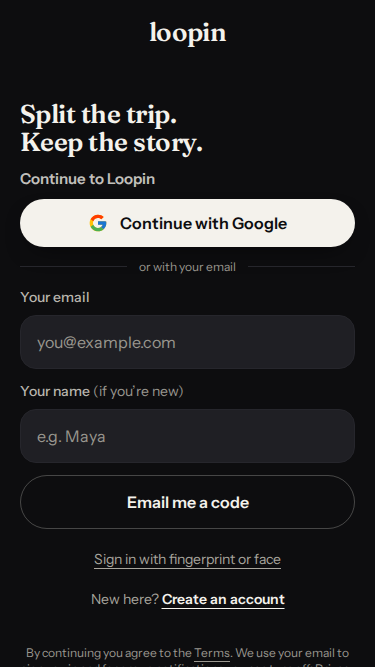 loopin
Split the trip.
Keep the story.
Continue to Loopin
Continue with Google
or with your email
Your email
you@example.com
Your name (if you're new)
e.g. Maya
Email me a code
Sign in with fingerprint or face
New here? Create an account
By continuing you agree to the Terms. We use your email to